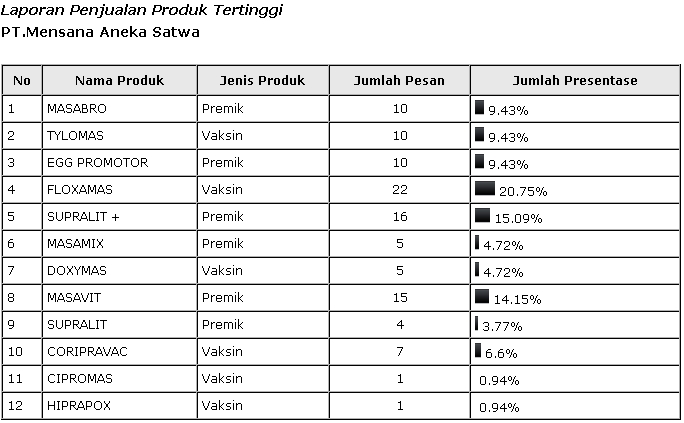 Laporan Penjualan Produk Tertinggi
PT.Mensana Aneka Satwa
No Nama Produk Jenis Produk Jumlah Pesan Jumlah Presentase
1 MASABRO Premik 10 9.43%
2 TYLOMAS Vaksin 10 9.43%
3 EGG PROMOTOR Premik 10 9.43%
4 FLOXAMAS Vaksin 22 20.75%
5 SUPRALIT + Premik 16 15.09%
6 MASAMIX Premik 5 4.72%
7 DOXYMAS Vaksin 5 4.72%
8 MASAVIT Premik 15 14.15%
9 SUPRALIT Premik 4 3.77%
10 CORIPRAVAC Vaksin 7 6.6%
11 CIPROMAS Vaksin 1 0.94%
12 HIPRAPOX Vaksin 1 0.94%